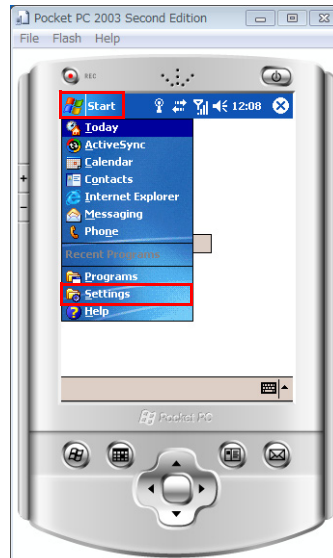 Pocket PC 2003 Second Edition
File Flash Help
REC
Start 12:08
Today
ActiveSync
Calendar
Contacts
Internet Explorer
Messaging
Phone
Recent Programs
Programs
Settings
Help
Pocket PC